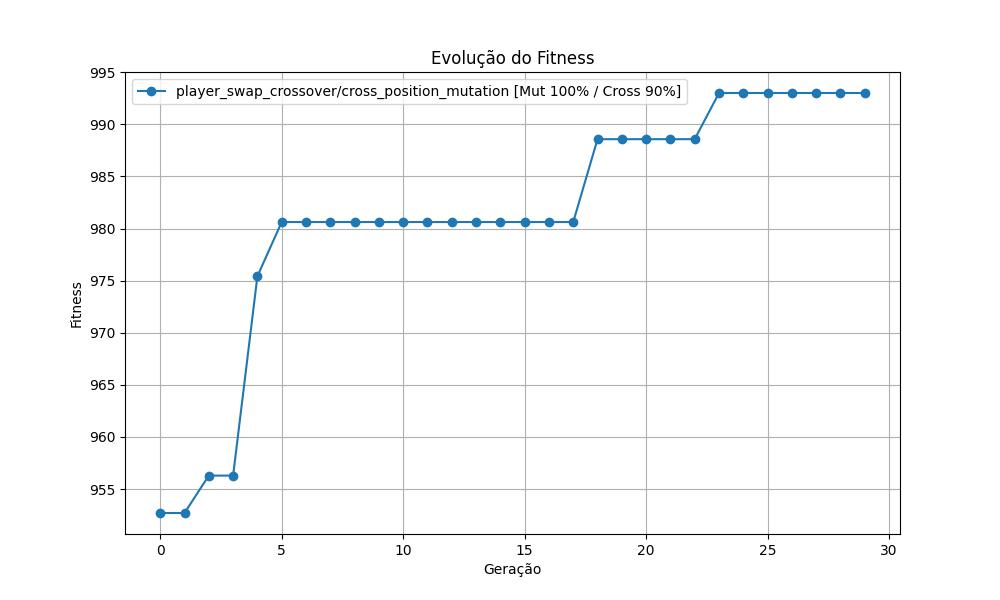 Evolução do Fitness
player_swap_crossover/cross_position_mutation [Mut 100% / Cross 90%]
Fitness
995
990
985
980
975
970
965
960
955
0 5 10 15 20 25 30
Geração